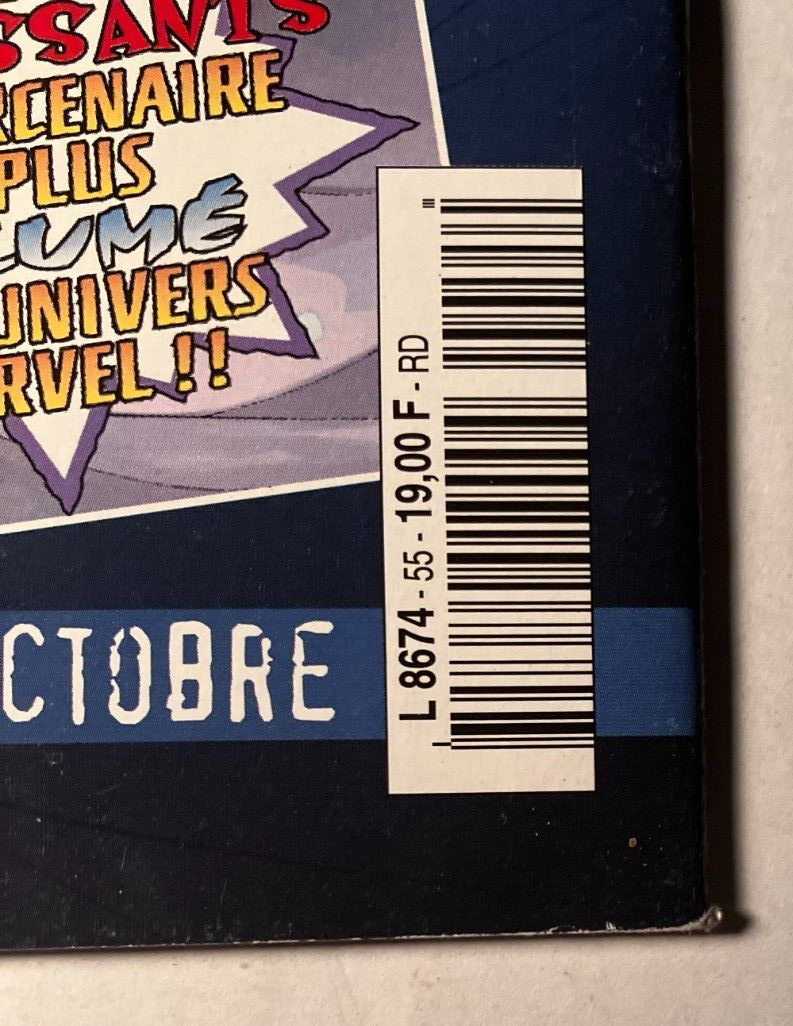 SSANTS
RCENAIRE
PLUS
LUMÉ
UNIVERS
RVEL !!
L 8674 - 55 - 19,00 F - RD
CTOBRE